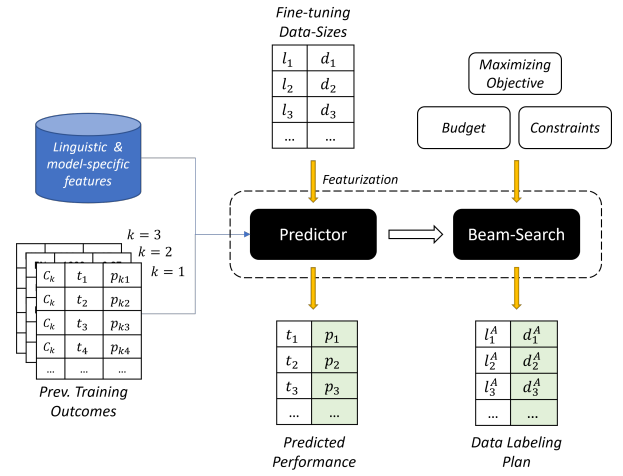 Fine-tuning
Data-Sizes
l₁ d₁
l₂ d₂
l₃ d₃
... ...
Maximizing
Objective
Budget
Constraints
Linguistic &
model-specific
features
Featurization
Predictor
Beam-Search
k = 3
k = 2
k = 1
Cₖ t₁ pₖ₁
Cₖ t₂ pₖ₂
Cₖ t₃ pₖ₃
Cₖ t₄ pₖ₄
... ... ...
Prev. Training
Outcomes
t₁ p₁
t₂ p₂
t₃ p₃
... ...
Predicted
Performance
l₁ᴬ d₁ᴬ
l₂ᴬ d₂ᴬ
l₃ᴬ d₃ᴬ
... ...
Data Labeling
Plan